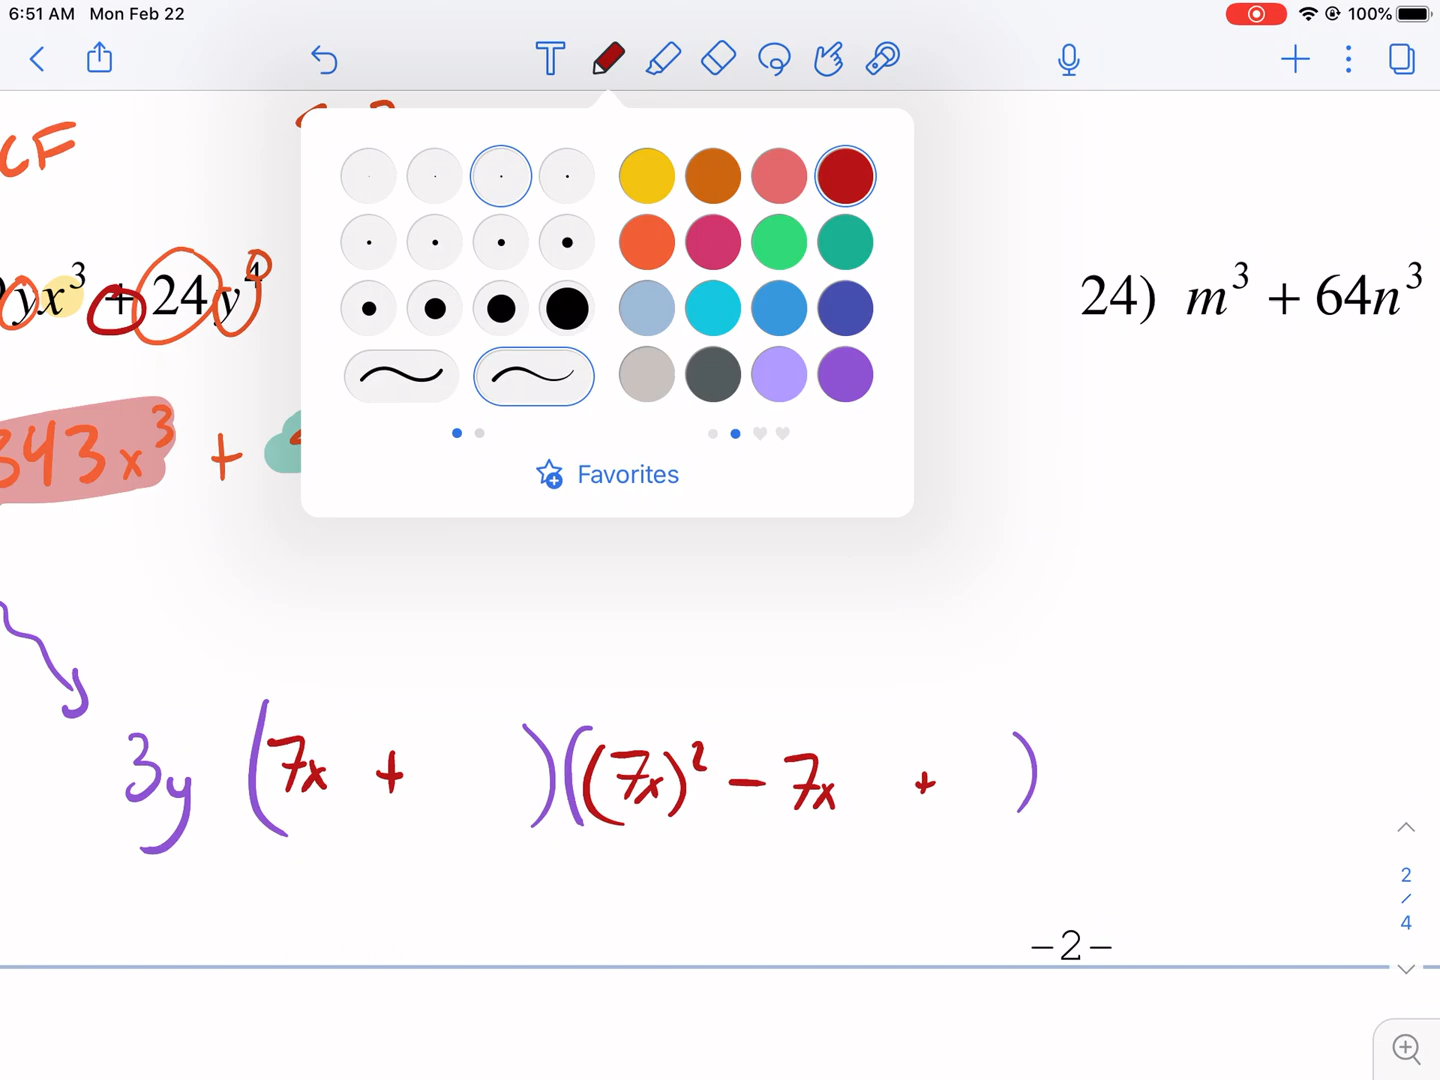 6:51 AM Mon Feb 22
100%
CF
yx³ + 24y⁴
24) m³ + 64n³
343x³ +
Favorites
3y (7x + )((7x)² − 7x + )
2
/
4
-2-